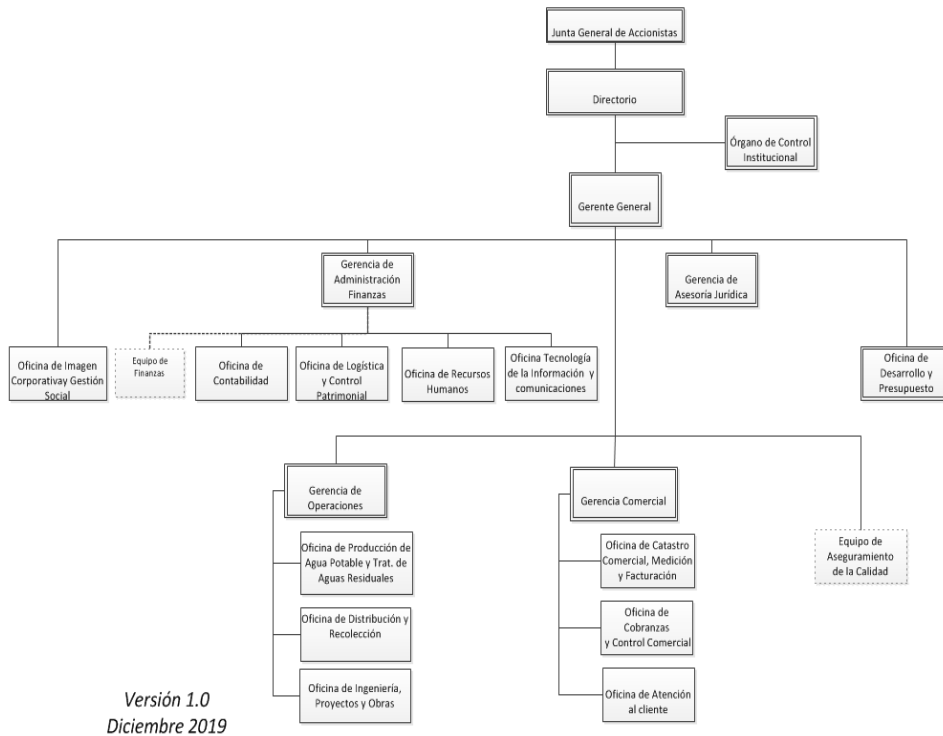 Junta General de Accionistas
Directorio
Órgano de Control
Institucional
Gerente General
Gerencia de
Administración
Finanzas
Gerencia de
Asesoria Jurídica
Oficina de Imagen
Corporativay Gestión
Social
Equipo de
Finanzas
Oficina de
Contabilidad
Oficina de Logística
y Control
Patrimonial
Oficina de Recursos
Humanos
Oficina Tecnología
de la Información y
comunicaciones
Oficina de
Desarrollo y
Presupuesto
Gerencia de
Operaciones
Gerencia Comercial
Oficina de Producción de
Agua Potable y Trat. de
Aguas Residuales
Oficina de Catastro
Comercial, Medición
y Facturación
Equipo de
Aseguramiento
de la Calidad
Oficina de Distribución y
Recolección
Oficina de
Cobranzas
y Control Comercial
Oficina de Ingeniería,
Proyectos y Obras
Oficina de Atención
al cliente
Versión 1.0
Diciembre 2019